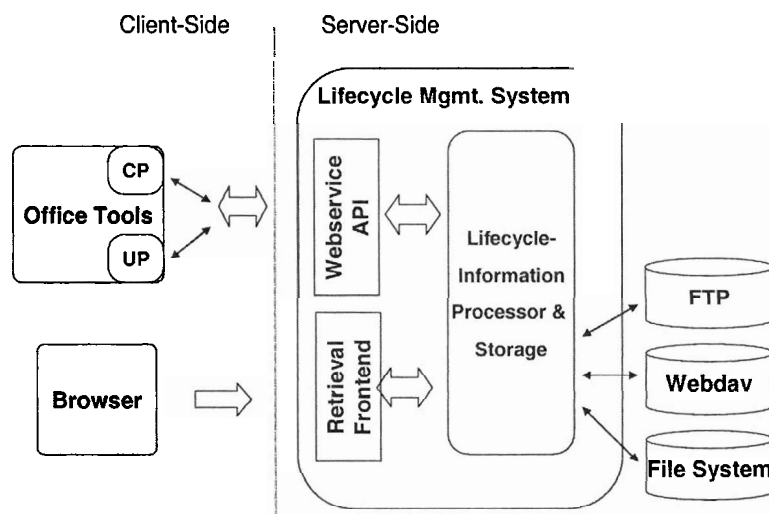 Client-Side
Server-Side
Lifecycle Mgmt. System
CP
Office Tools
UP
Webservice
API
Lifecycle-
Information
Processor &
Storage
FTP
Browser
Retrieval
Frontend
Webdav
File System